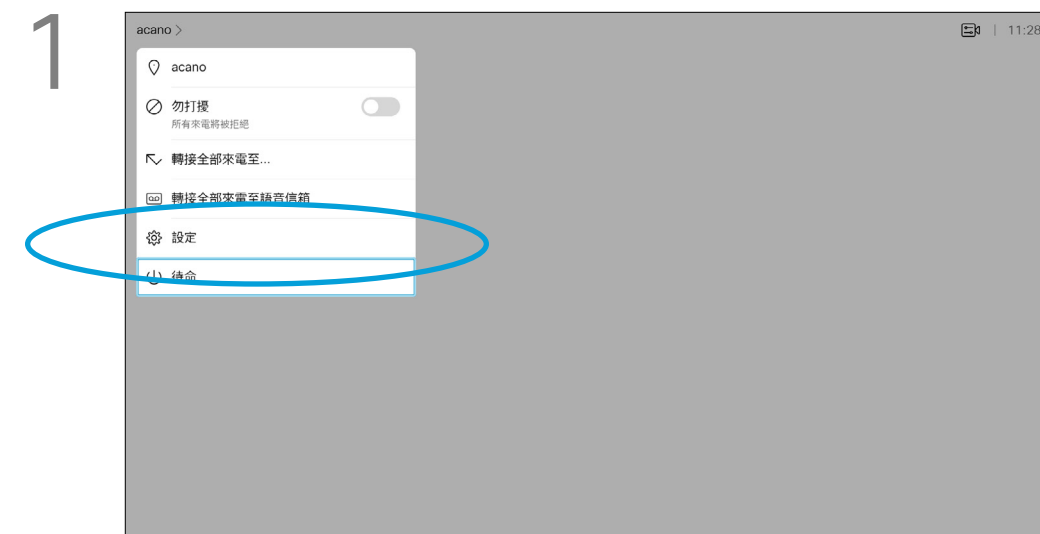 1
acano >
11:28
acano
勿打擾
所有來電將被拒絕
轉接全部來電至...
轉接全部來電至語音信箱
設定
待命